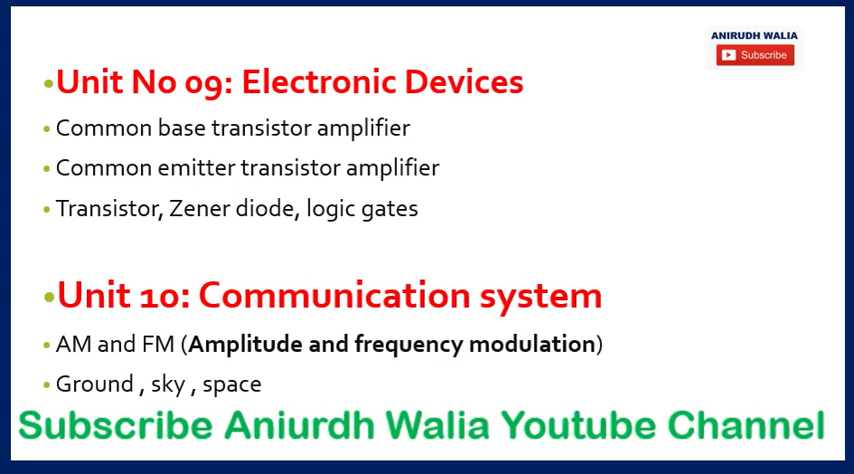 ANIRUDH WALIA
Subscribe
•Unit No 09: Electronic Devices
• Common base transistor amplifier
• Common emitter transistor amplifier
• Transistor, Zener diode, logic gates
•Unit 10: Communication system
• AM and FM (Amplitude and frequency modulation)
• Ground , sky , space
Subscribe Aniurdh Walia Youtube Channel